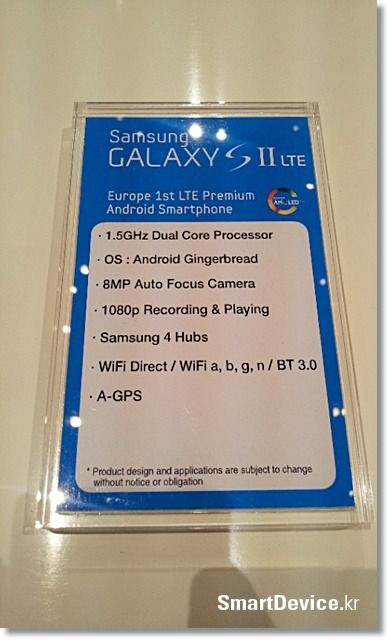 Samsung
GALAXY S II LTE
Europe 1st LTE Premium
Android Smartphone
AMOLED
· 1.5GHz Dual Core Processor
· OS : Android Gingerbread
· 8MP Auto Focus Camera
· 1080p Recording & Playing
· Samsung 4 Hubs
· WiFi Direct / WiFi a, b, g, n / BT 3.0
· A-GPS
* Product design and applications are subject to change
without notice or obligation
SmartDevice.kr